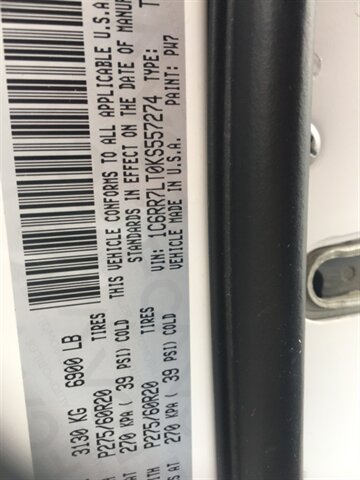 3130 KG 6900 LB
P275/60R20 TIRES
270 KPA ( 39 PSI) COLD
P275/60R20 TIRES
270 KPA ( 39 PSI) COLD
THIS VEHICLE CONFORMS TO ALL APPLICABLE U.S.A
STANDARDS IN EFFECT ON THE DATE OF MANUF
VIN: 1C6RR7LT0KS557274 TYPE: T
VEHICLE MADE IN U.S.A. PAINT: PW7